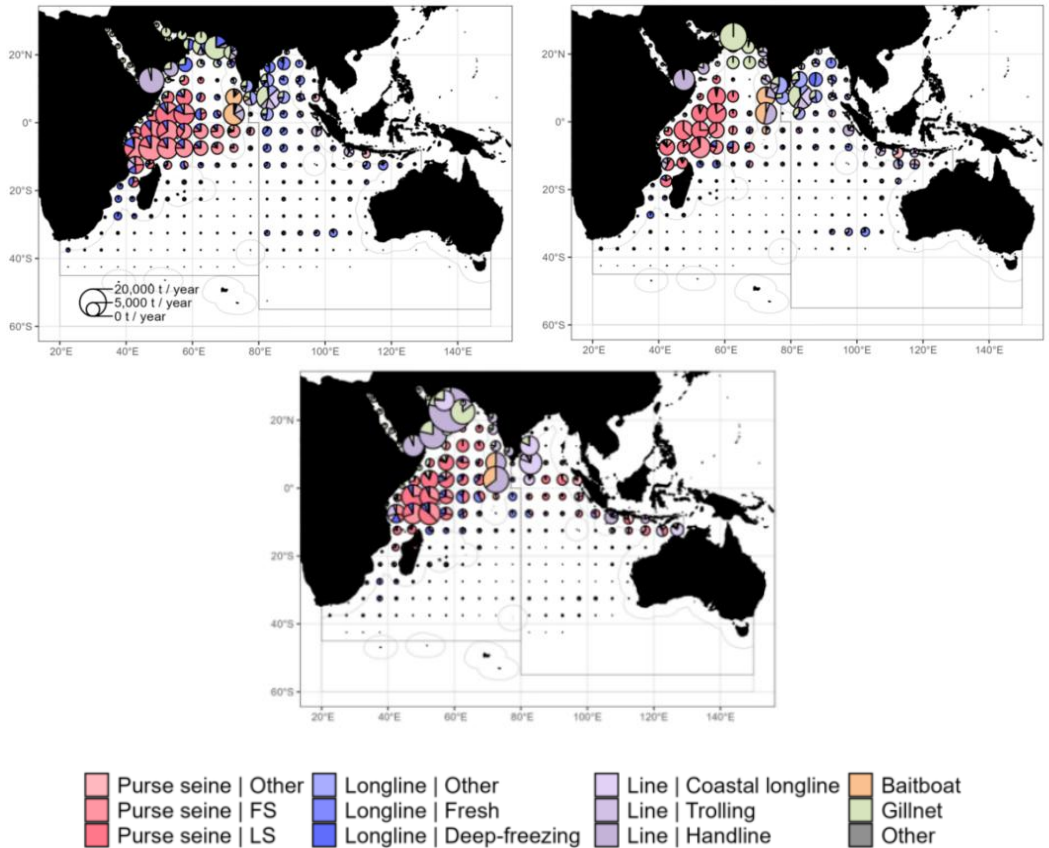 20°N
0°
20°S
40°S
60°S
20,000 t / year
5,000 t / year
0 t / year
20°E 40°E 60°E 80°E 100°E 120°E 140°E
20°N
0°
20°S
40°S
60°S
20°E 40°E 60°E 80°E 100°E 120°E 140°E
20°N
0°
20°S
40°S
60°S
20°E 40°E 60°E 80°E 100°E 120°E 140°E
Purse seine | Other
Purse seine | FS
Purse seine | LS
Longline | Other
Longline | Fresh
Longline | Deep-freezing
Line | Coastal longline
Line | Trolling
Line | Handline
Baitboat
Gillnet
Other